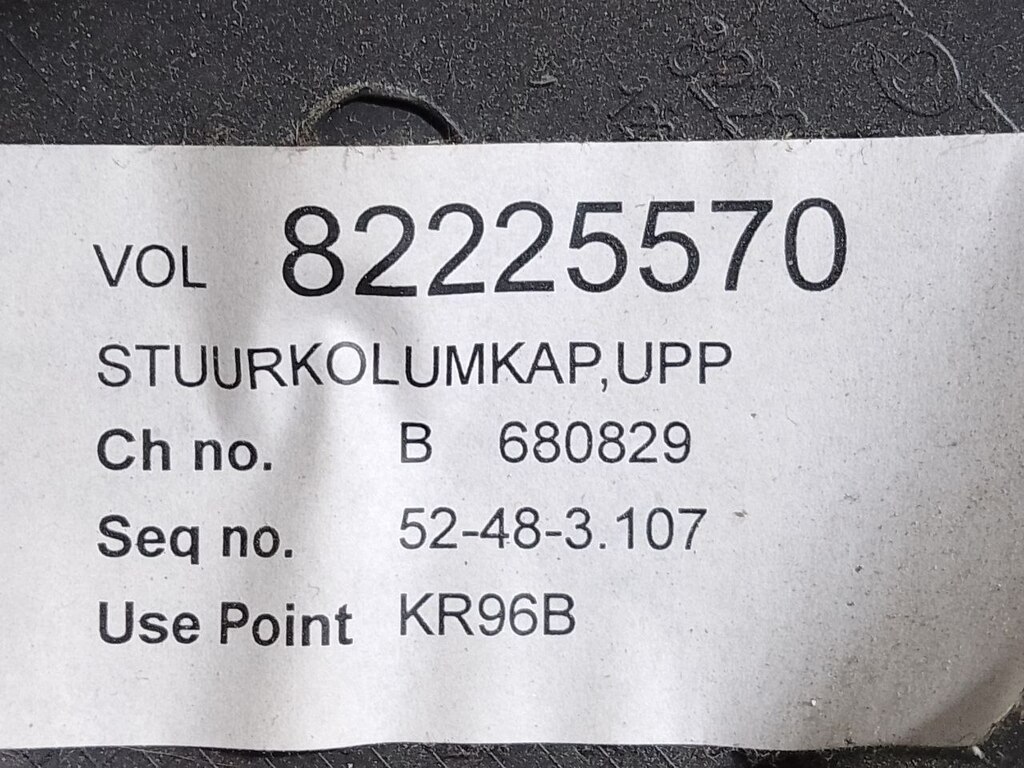 VOL 82225570
STUURKOLUMKAP,UPP
Ch no. B 680829
Seq no. 52-48-3.107
Use Point KR96B